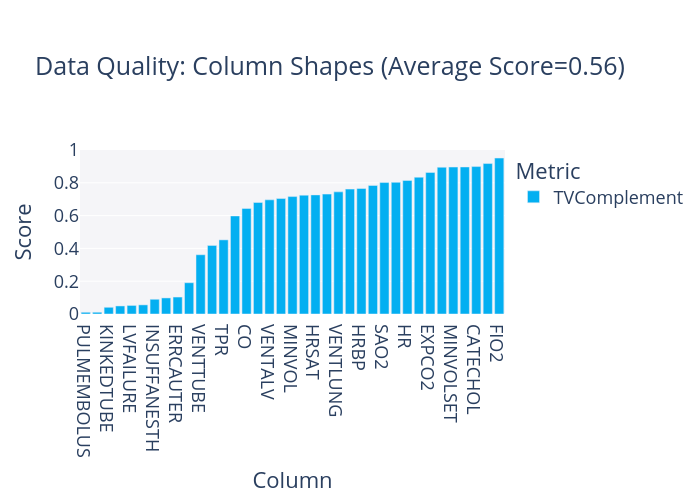 Data Quality: Column Shapes (Average Score=0.56)
Score
1
0.8
0.6
0.4
0.2
0
Metric
TVComplement
PULMEMBOLUS
KINKEDTUBE
LVFAILURE
INSUFFANESTH
ERRCAUTER
VENTTUBE
TPR
CO
VENTALV
MINVOL
HRSAT
VENTLUNG
HRBP
SAO2
HR
EXPCO2
MINVOLSET
CATECHOL
FIO2
Column